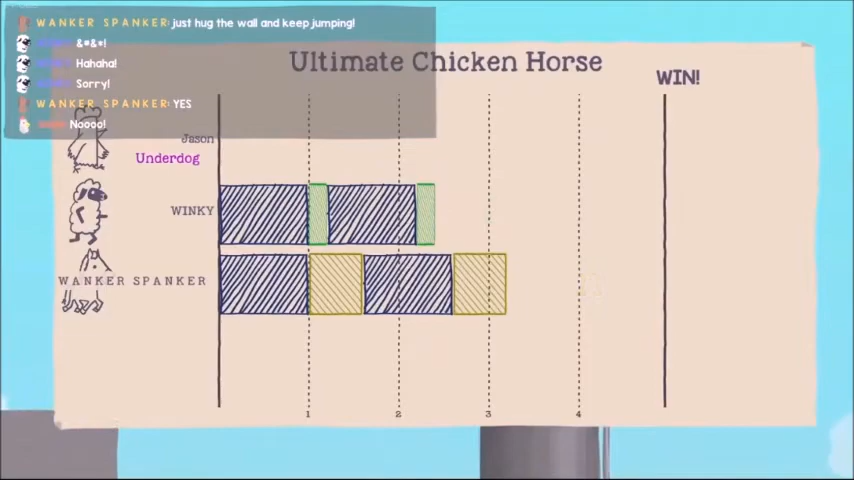 WANKER SPANKER: just hug the wall and keep jumping!
&#&*!
Hahaha!
Sorry!
WANKER SPANKER: YES
Noooo!
Ultimate Chicken Horse
WIN!
Jason
Underdog
WINKY
WANKER SPANKER
1 2 3 4